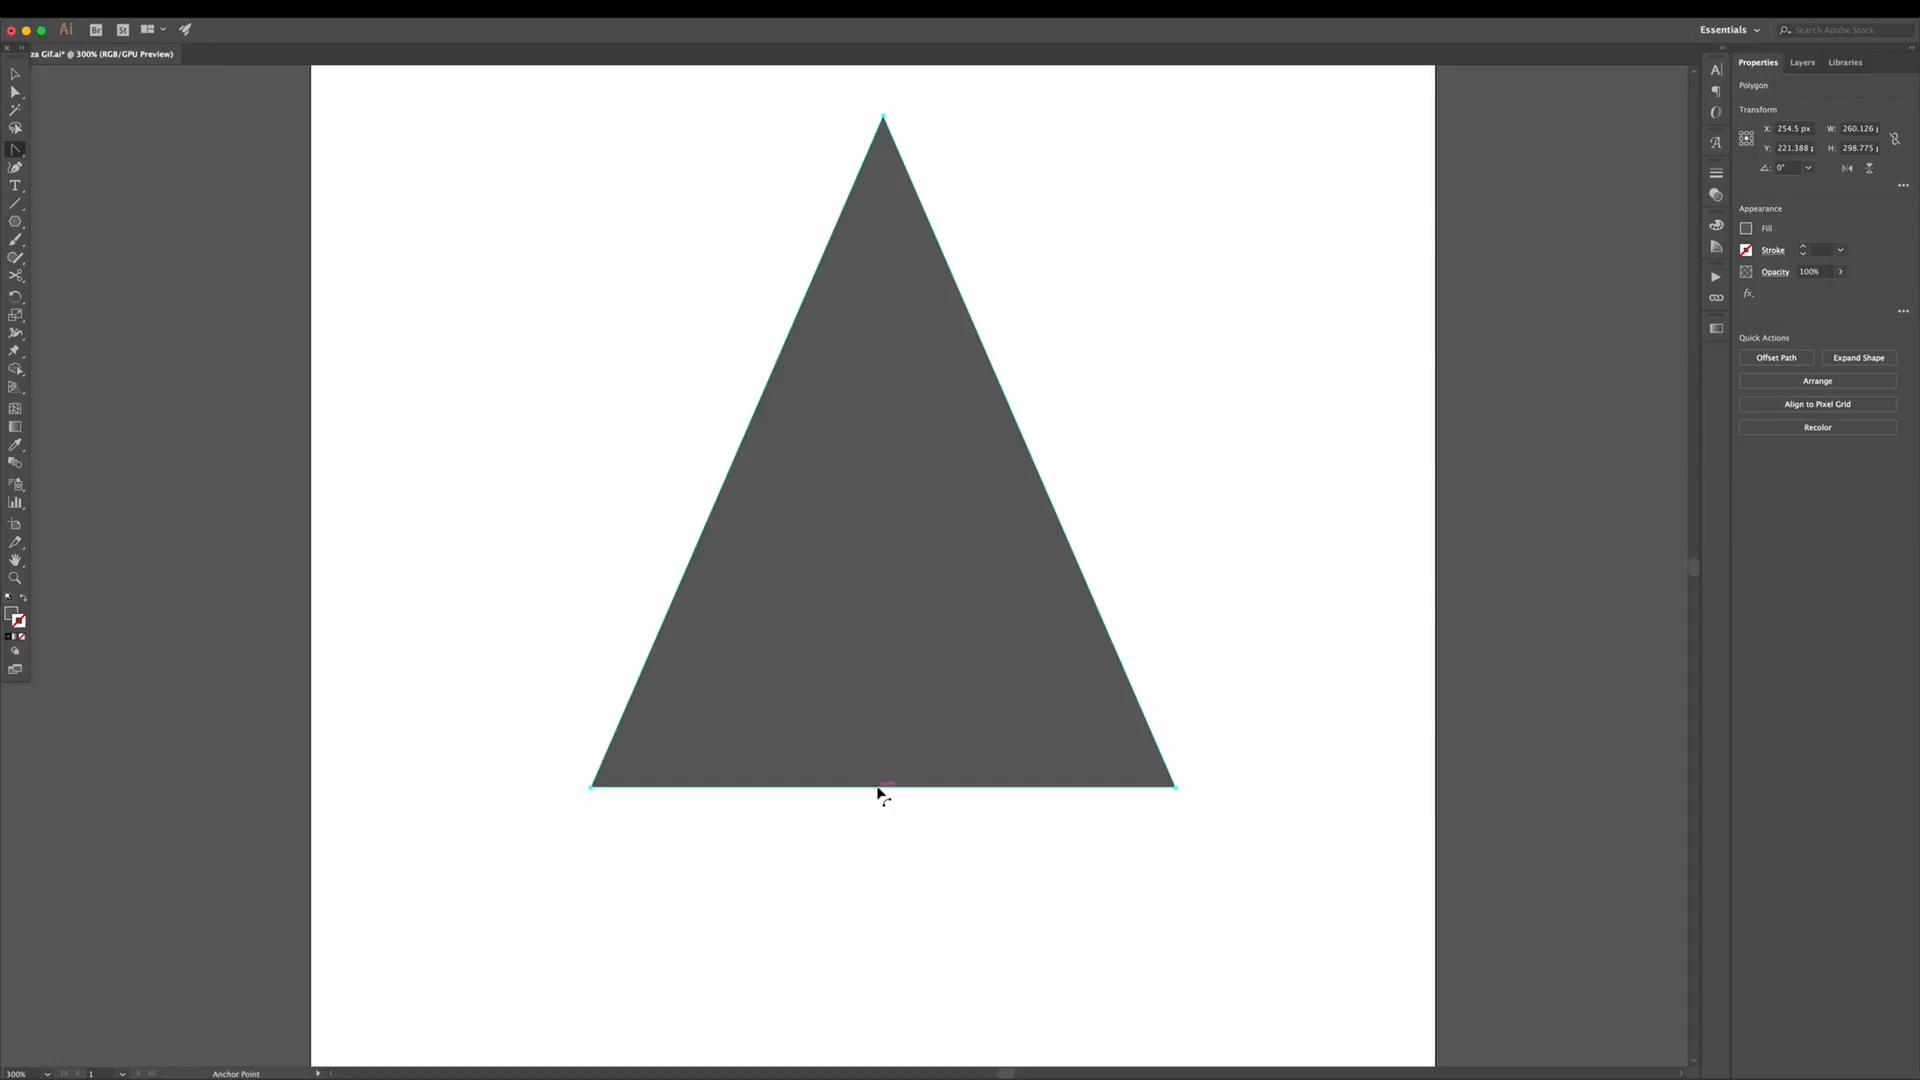 Ai Br St Essentials Search Adobe Stock
za Gif.ai* @ 300% (RGB/GPU Preview)
Properties Layers Libraries
Polygon
Transform
X: 254.5 px W: 260.126
Y: 221.388 H: 298.775
0°
Appearance
Fill
Stroke
Opacity 100%
fx.
Quick Actions
Offset Path Expand Shape
Arrange
Align to Pixel Grid
Recolor
300% 1 Anchor Point